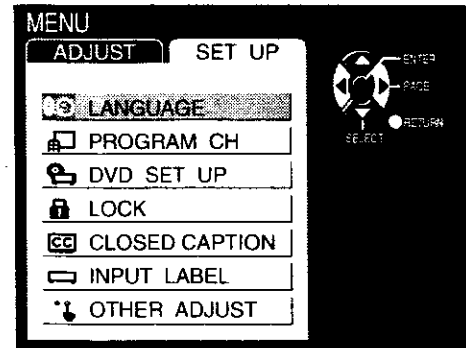 MENU
ADJUST
SET UP
LANGUAGE
PROGRAM CH
DVD SET UP
LOCK
CC CLOSED CAPTION
INPUT LABEL
OTHER ADJUST
ENTER
PAGE
RETURN
SELECT